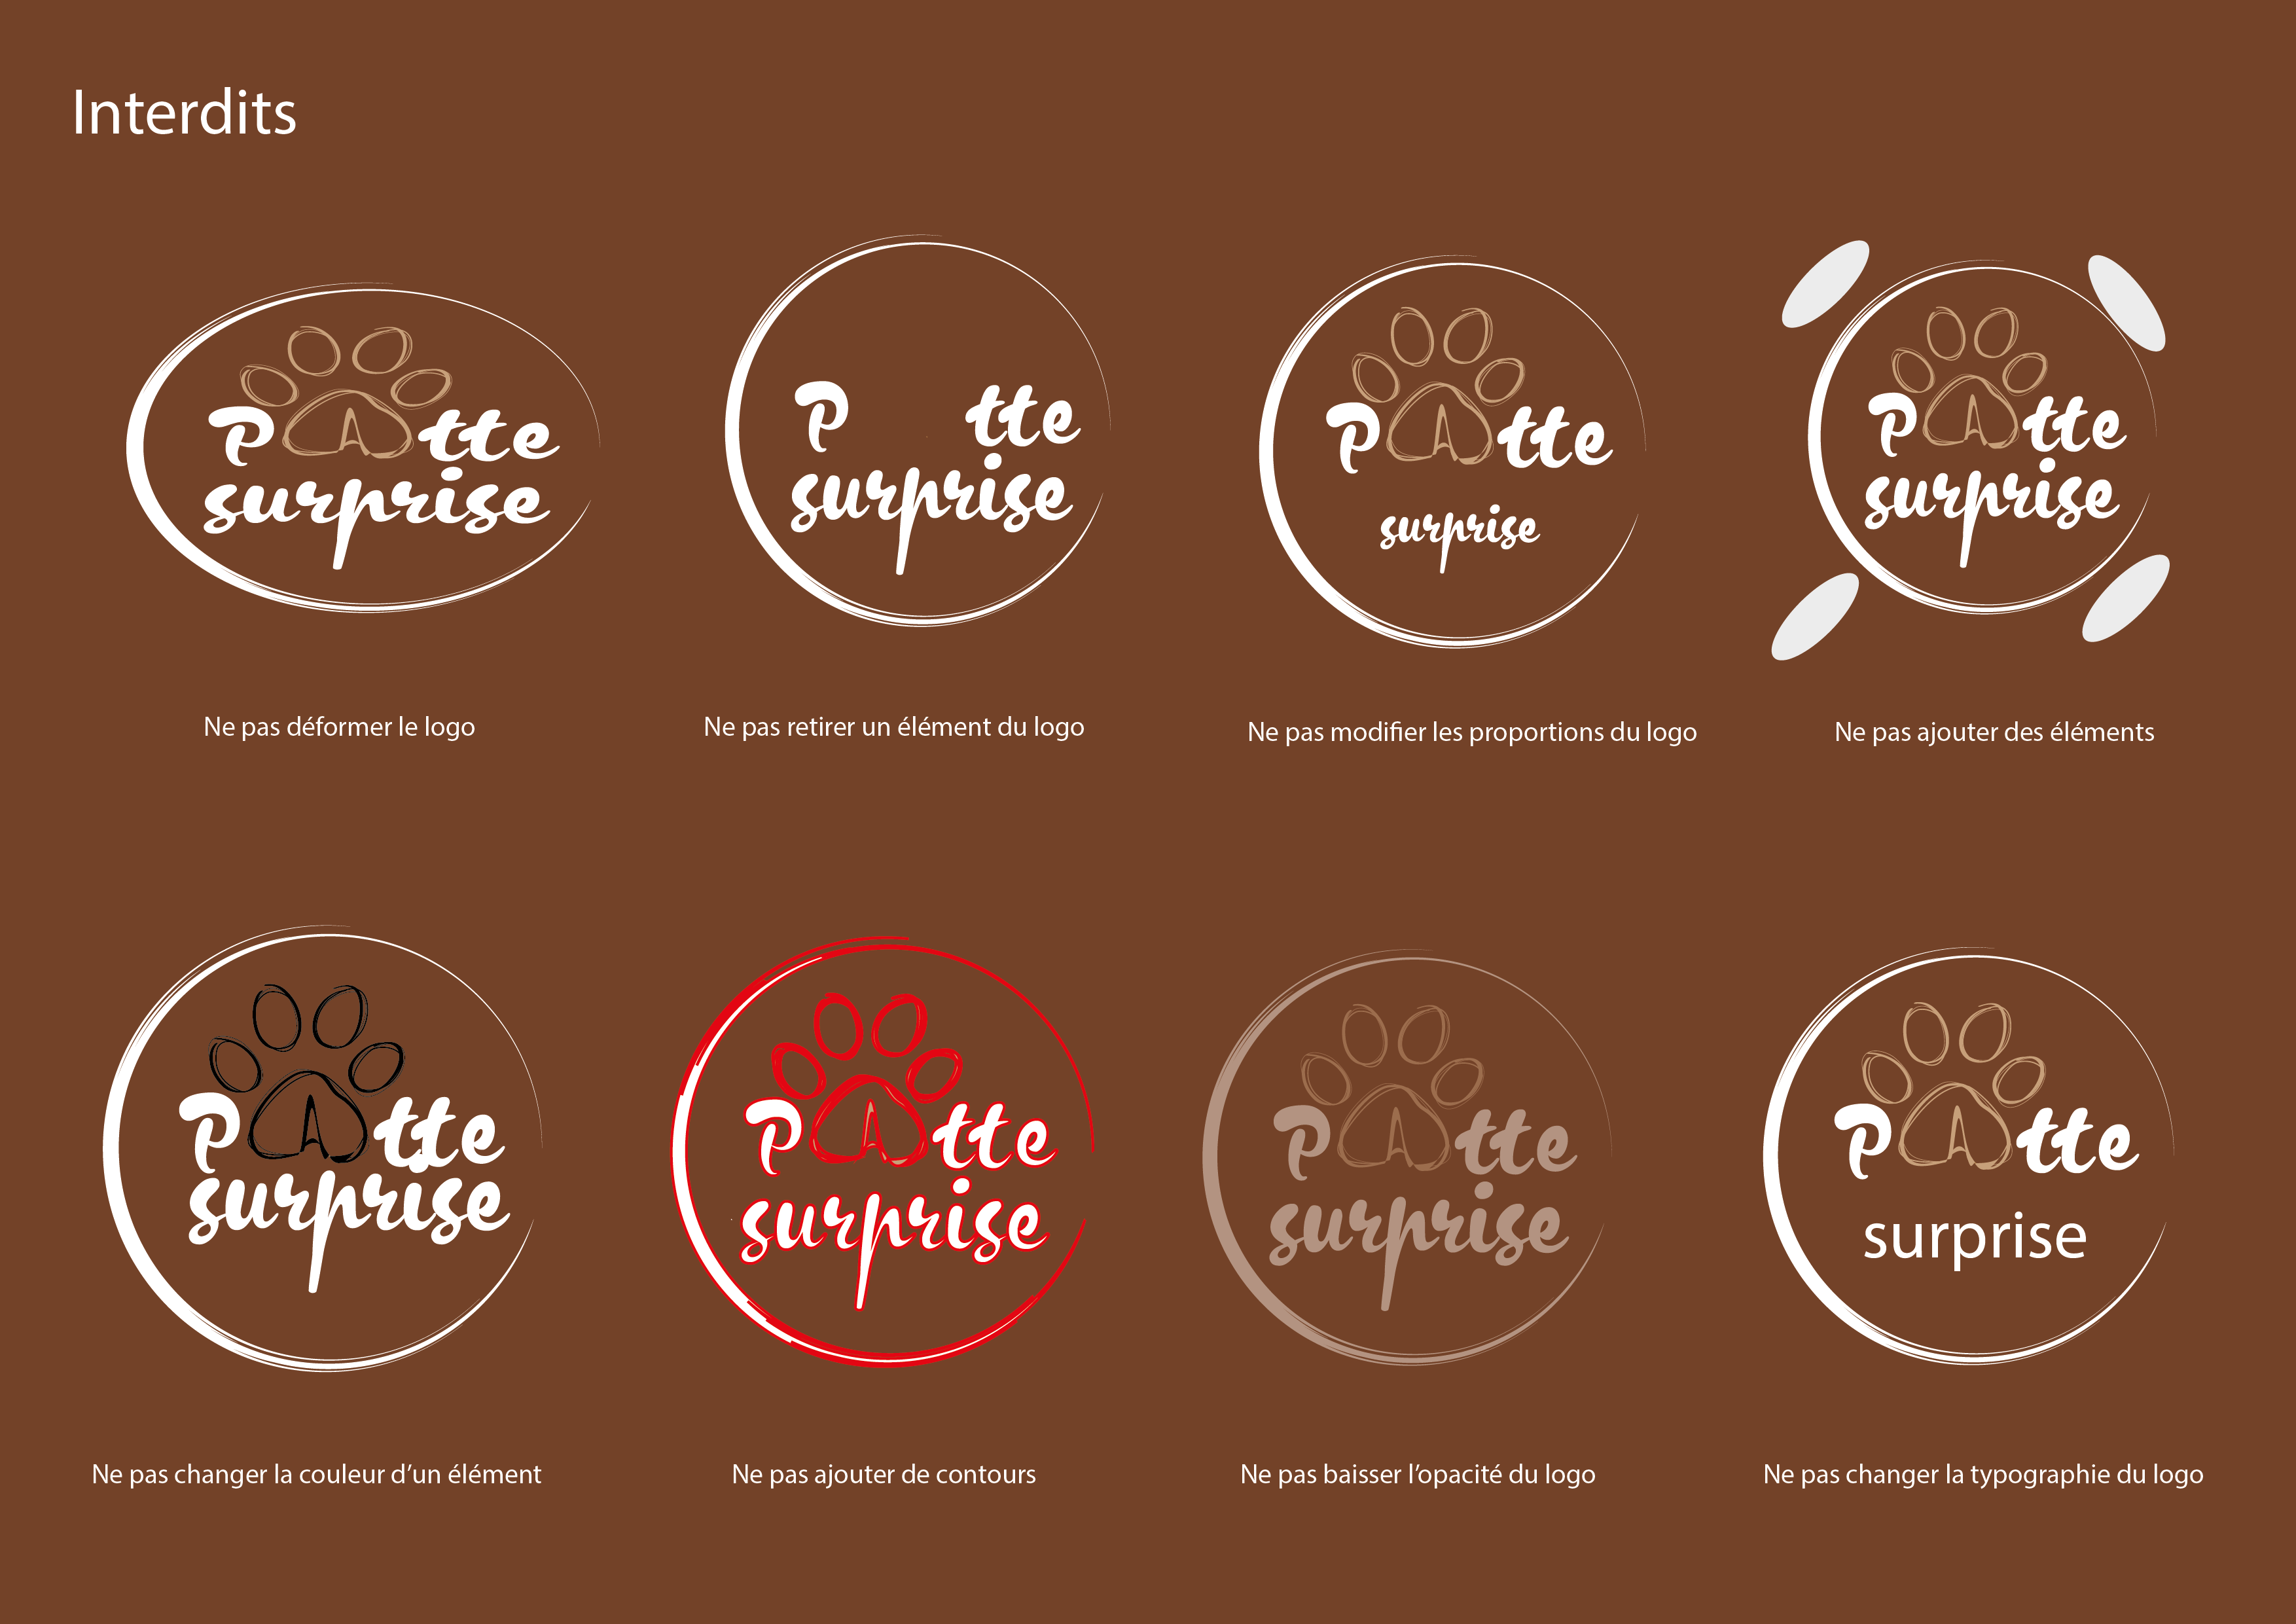 Interdits
PAtte
surprise
P tte
surprise
PAtte
surprise
PAtte
surprise
Ne pas déformer le logo
Ne pas retirer un élément du logo
Ne pas modifier les proportions du logo
Ne pas ajouter des éléments
PAtte
surprise
PAtte
surprise
PAtte
surprise
PAtte
surprise
Ne pas changer la couleur d’un élément
Ne pas ajouter de contours
Ne pas baisser l’opacité du logo
Ne pas changer la typographie du logo